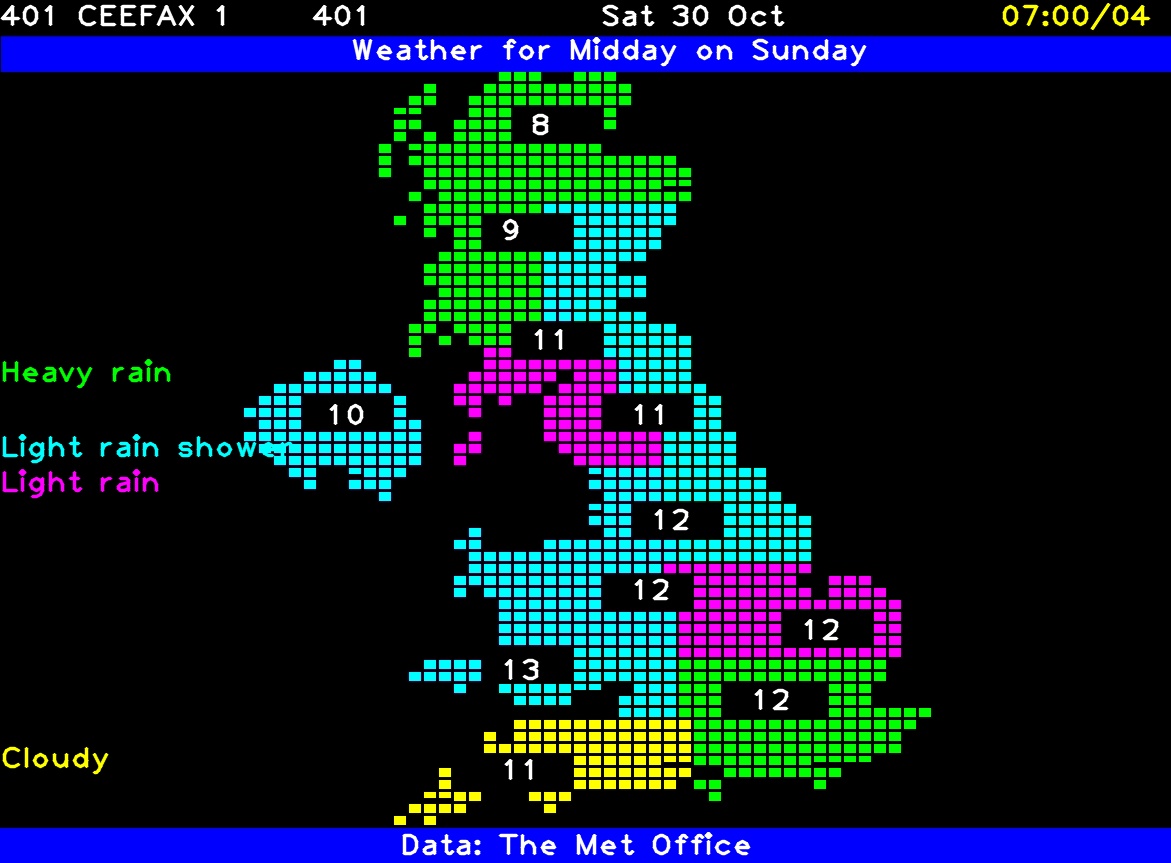 401 CEEFAX 1 401 Sat 30 Oct 07:00/04
Weather for Midday on Sunday
8
9
11
Heavy rain
10 11
Light rain shower
Light rain
12
12
12
13
12
Cloudy
11
Data: The Met Office